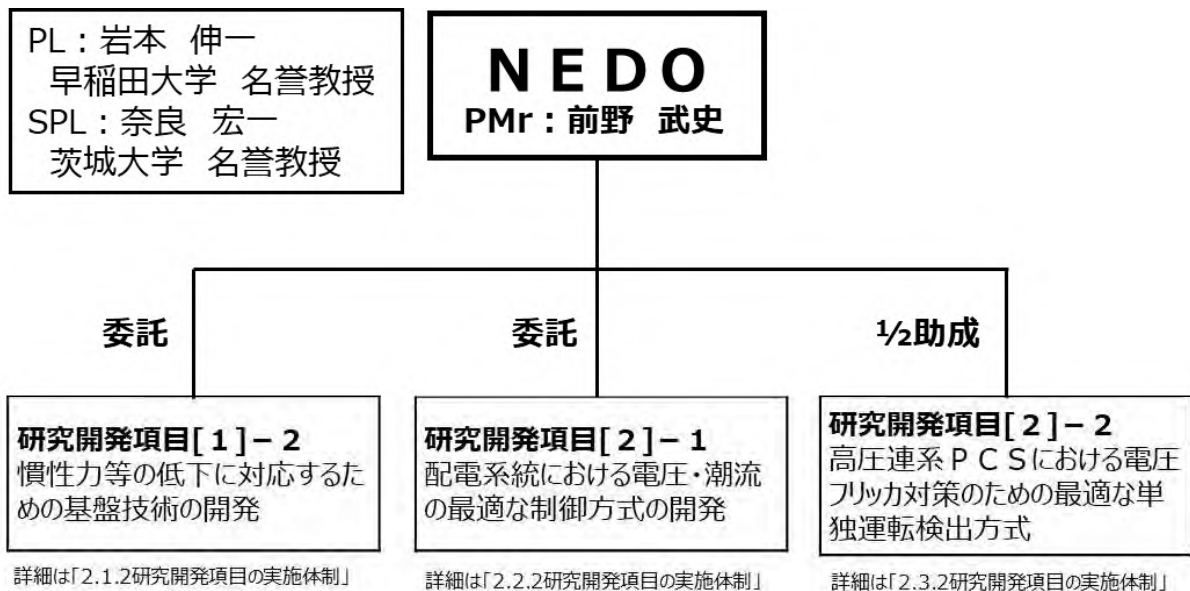 PL：岩本 伸一
早稲田大学 名誉教授
SPL：奈良 宏一
茨城大学 名誉教授
ＮＥＤＯ
PMr：前野 武史
委託
委託
½助成
研究開発項目[１]－２
慣性力等の低下に対応するた
めの基盤技術の開発
詳細は「2.1.2研究開発項目の実施体制」
研究開発項目[２]－１
配電系統における電圧・潮流
の最適な制御方式の開発
詳細は「2.2.2研究開発項目の実施体制」
研究開発項目[２]－２
高圧連系ＰＣＳにおける電圧
フリッカ対策のための最適な単
独運転検出方式
詳細は「2.3.2研究開発項目の実施体制」